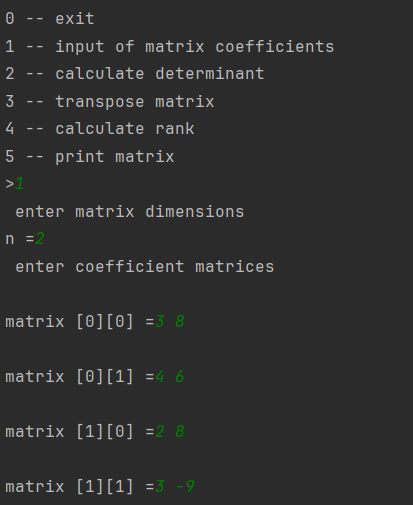 0 -- exit
1 -- input of matrix coefficients
2 -- calculate determinant
3 -- transpose matrix
4 -- calculate rank
5 -- print matrix
>1
enter matrix dimensions
n =2
enter coefficient matrices
matrix [0][0] =3 8
matrix [0][1] =4 6
matrix [1][0] =2 8
matrix [1][1] =3 -9